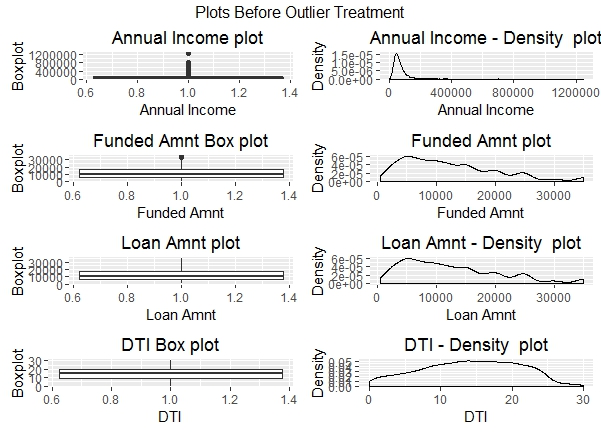 Plots Before Outlier Treatment
Annual Income plot
Boxplot
1200000
800000
400000
0
0.6 0.8 1.0 1.2 1.4
Annual Income
Annual Income - Density plot
Density
1.5e-05
1.0e-05
5.0e-06
0.0e+00
0 400000 800000 1200000
Annual Income
Funded Amnt Box plot
Boxplot
30000
20000
10000
0
0.6 0.8 1.0 1.2 1.4
Funded Amnt
Funded Amnt plot
Density
6e-05
4e-05
2e-05
0e+00
0 10000 20000 30000
Funded Amnt
Loan Amnt plot
Boxplot
30000
20000
10000
0
0.6 0.8 1.0 1.2 1.4
Loan Amnt
Loan Amnt - Density plot
Density
6e-05
4e-05
2e-05
0e+00
0 10000 20000 30000
Loan Amnt
DTI Box plot
Boxplot
30
20
10
0
0.6 0.8 1.0 1.2 1.4
DTI
DTI - Density plot
Density
0.05
0.00
0 10 20 30
DTI